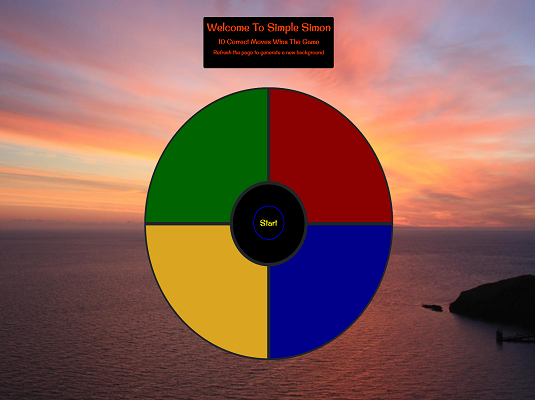 Welcome To Simple Simon
10 Correct Moves Wins The Game
Refresh the page to generate a new background
Start